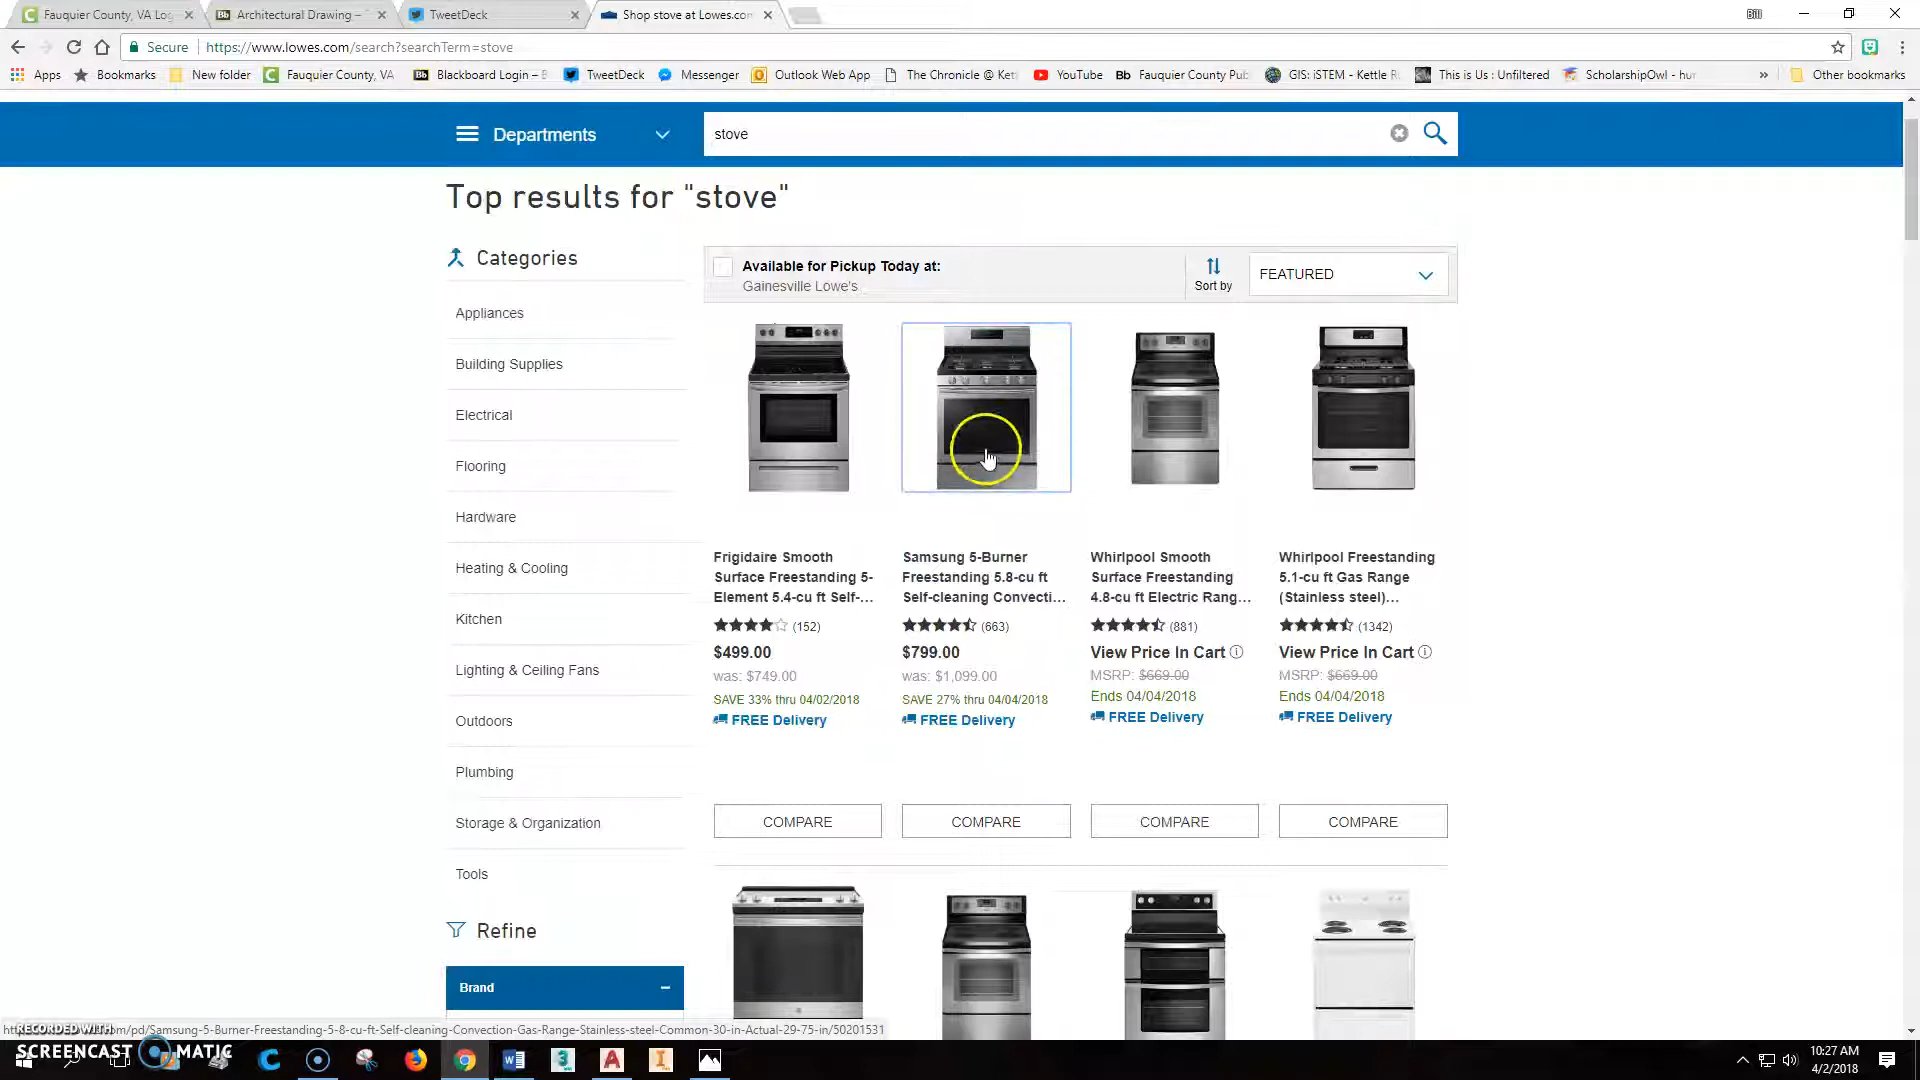 Fauquier County, VA Log
Architectural Drawing –
TweetDeck
Shop stove at Lowes.com
Bill
Secure
https://www.lowes.com/search?searchTerm=stove
Apps
Bookmarks
New folder
Fauquier County, VA
Blackboard Login – B
TweetDeck
Messenger
Outlook Web App
The Chronicle @ Kett
YouTube
Fauquier County Pub
GIS: iSTEM - Kettle R
This is Us : Unfiltered
ScholarshipOwl - hur
»
Other bookmarks
Departments
stove
Top results for "stove"
Categories
Appliances
Building Supplies
Electrical
Flooring
Hardware
Heating & Cooling
Kitchen
Lighting & Ceiling Fans
Outdoors
Plumbing
Storage & Organization
Tools
Refine
Brand
Available for Pickup Today at:
Gainesville Lowe's
Sort by
FEATURED
Frigidaire Smooth
Surface Freestanding 5-
Element 5.4-cu ft Self-...
(152)
$499.00
was: $749.00
SAVE 33% thru 04/02/2018
FREE Delivery
COMPARE
Samsung 5-Burner
Freestanding 5.8-cu ft
Self-cleaning Convecti...
(663)
$799.00
was: $1,099.00
SAVE 27% thru 04/04/2018
FREE Delivery
COMPARE
Whirlpool Smooth
Surface Freestanding
4.8-cu ft Electric Rang...
(881)
View Price In Cart
MSRP: $669.00
Ends 04/04/2018
FREE Delivery
COMPARE
Whirlpool Freestanding
5.1-cu ft Gas Range
(Stainless steel)...
(1342)
View Price In Cart
MSRP: $669.00
Ends 04/04/2018
FREE Delivery
COMPARE
om/pd/Samsung-5-Burner-Freestanding-5-8-cu-ft-Self-cleaning-Convection-Gas-Range-Stainless-steel-Common-30-in-Actual-29-75-in/50201531
RECORDED WITH
SCREENCAST MATIC
10:27 AM
4/2/2018